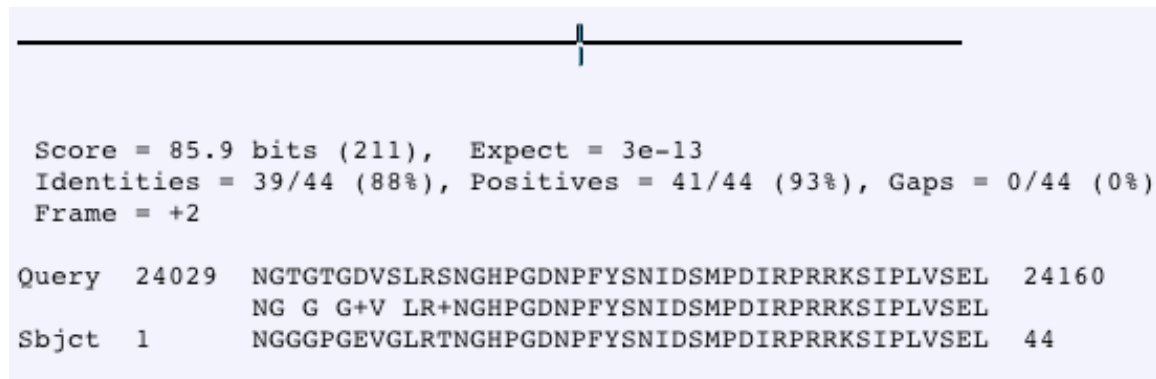 Score = 85.9 bits (211), Expect = 3e-13
Identities = 39/44 (88%), Positives = 41/44 (93%), Gaps = 0/44 (0%)
Frame = +2
Query 24029 NGTGTGDVSLRSNGHPGDNPFYSNIDSMPDIRPRRKSIPLVSEL 24160
NG G G+V LR+NGHPGDNPFYSNIDSMPDIRPRRKSIPLVSEL
Sbjct 1 NGGGPGEVGLRTNGHPGDNPFYSNIDSMPDIRPRRKSIPLVSEL 44